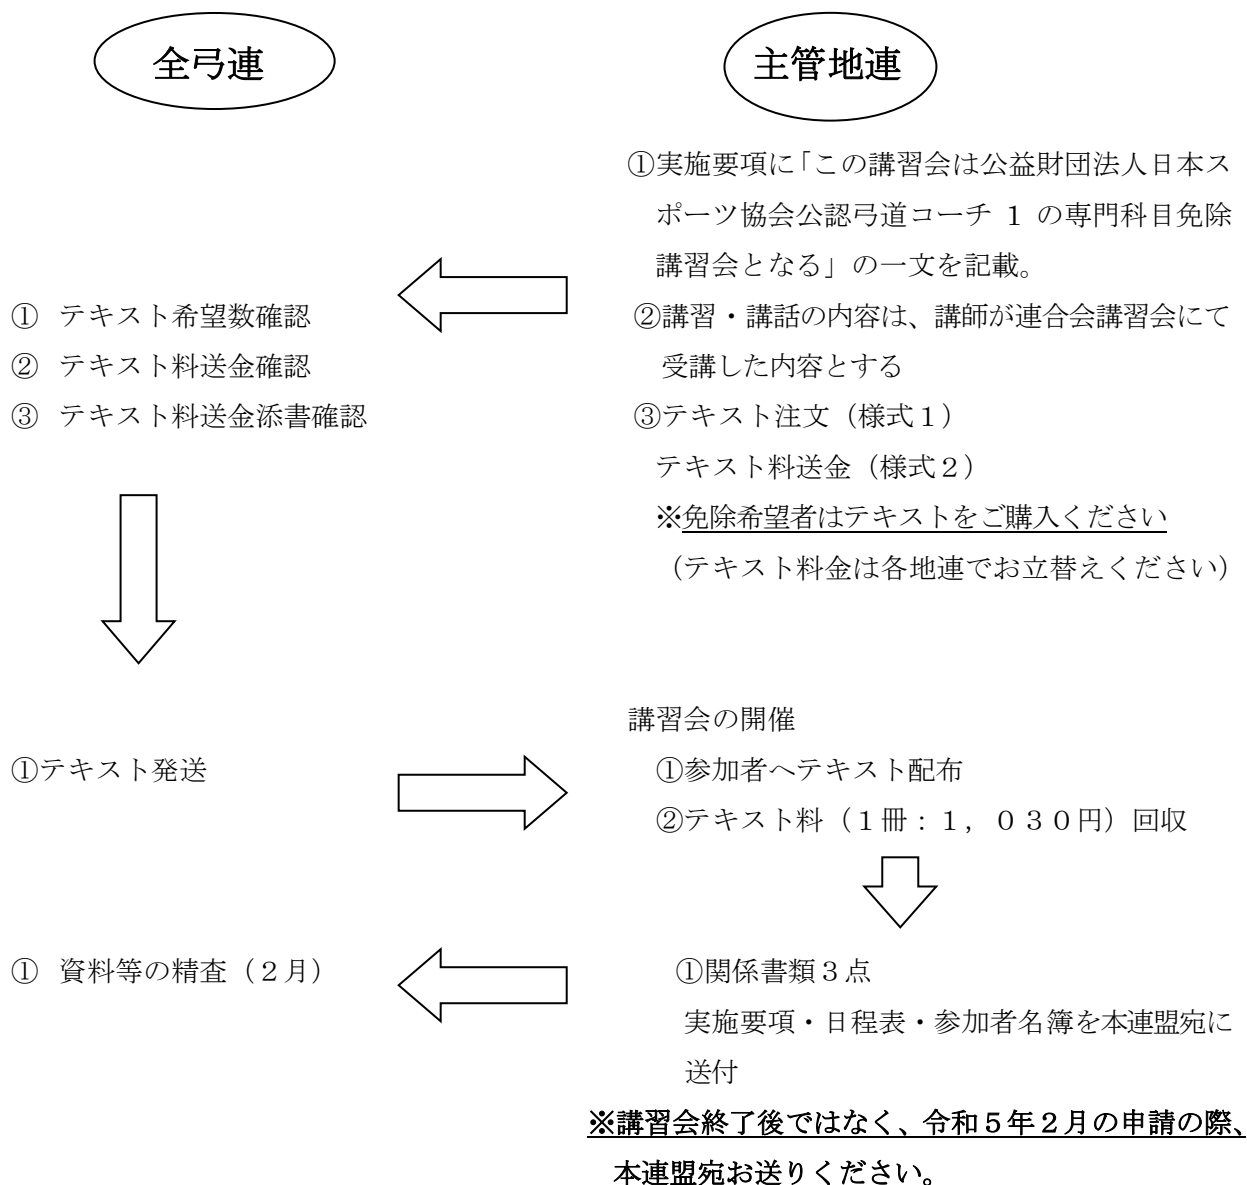 全弓連
主管地連
①実施要項に「この講習会は公益財団法人日本ス
ポーツ協会公認弓道コーチ 1 の専門科目免除
講習会となる」の一文を記載。
① テキスト希望数確認
② テキスト料送金確認
③ テキスト料送金添書確認
②講習・講話の内容は、講師が連合会講習会にて
受講した内容とする
③テキスト注文（様式１）
テキスト料送金（様式２）
※免除希望者はテキストをご購入ください
（テキスト料金は各地連でお立替えください）
①テキスト発送
講習会の開催
①参加者へテキスト配布
②テキスト料（１冊：１，０３０円）回収
① 資料等の精査（２月）
①関係書類３点
実施要項・日程表・参加者名簿を本連盟宛に
送付
※講習会終了後ではなく、令和５年２月の申請の際、
本連盟宛お送りください。